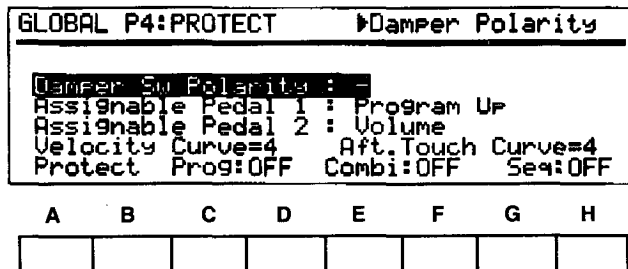 GLOBAL P4:PROTECT ▶Damper Polarity
Damper Sw Polarity : -
Assignable Pedal 1 : Program Up
Assignable Pedal 2 : Volume
Velocity Curve=4 Aft.Touch Curve=4
Protect Prog:OFF Combi:OFF Seq:OFF
A B C D E F G H